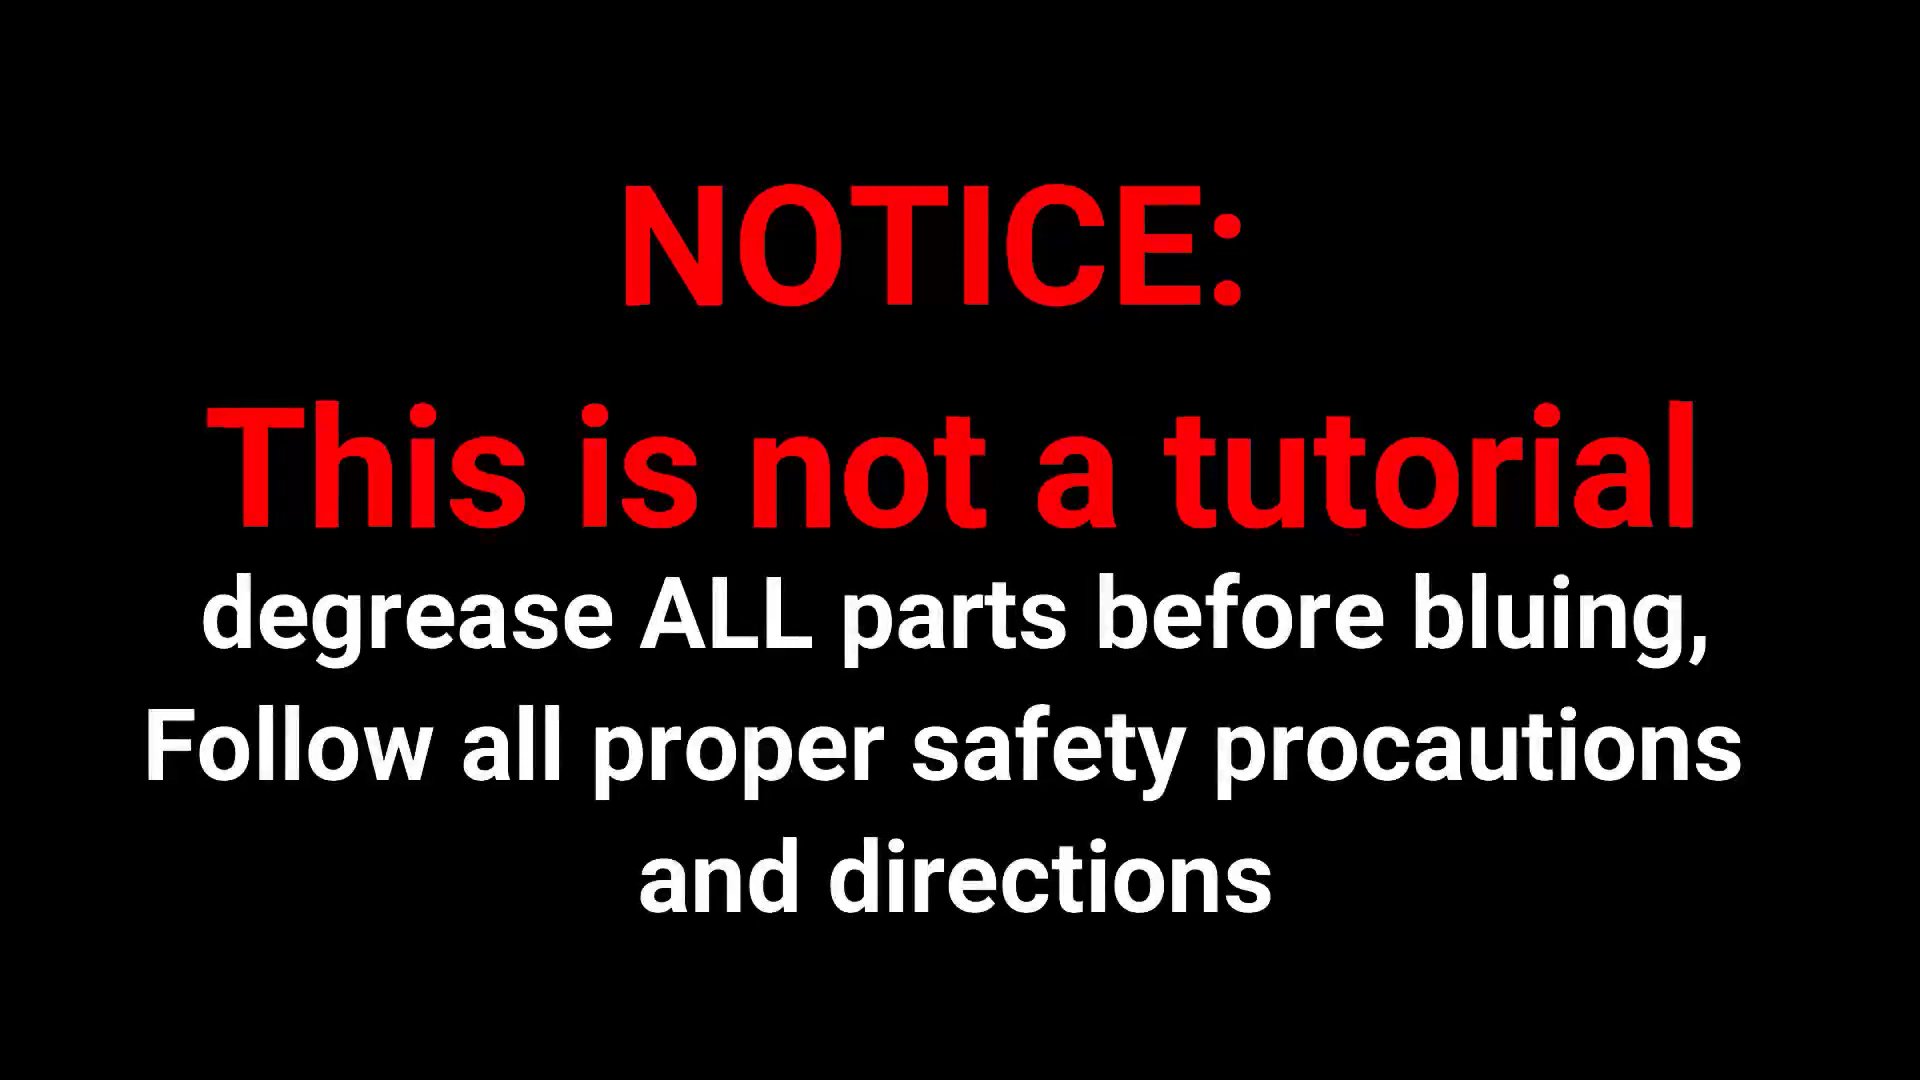 NOTICE:
This is not a tutorial
degrease ALL parts before bluing,
Follow all proper safety procautions
and directions